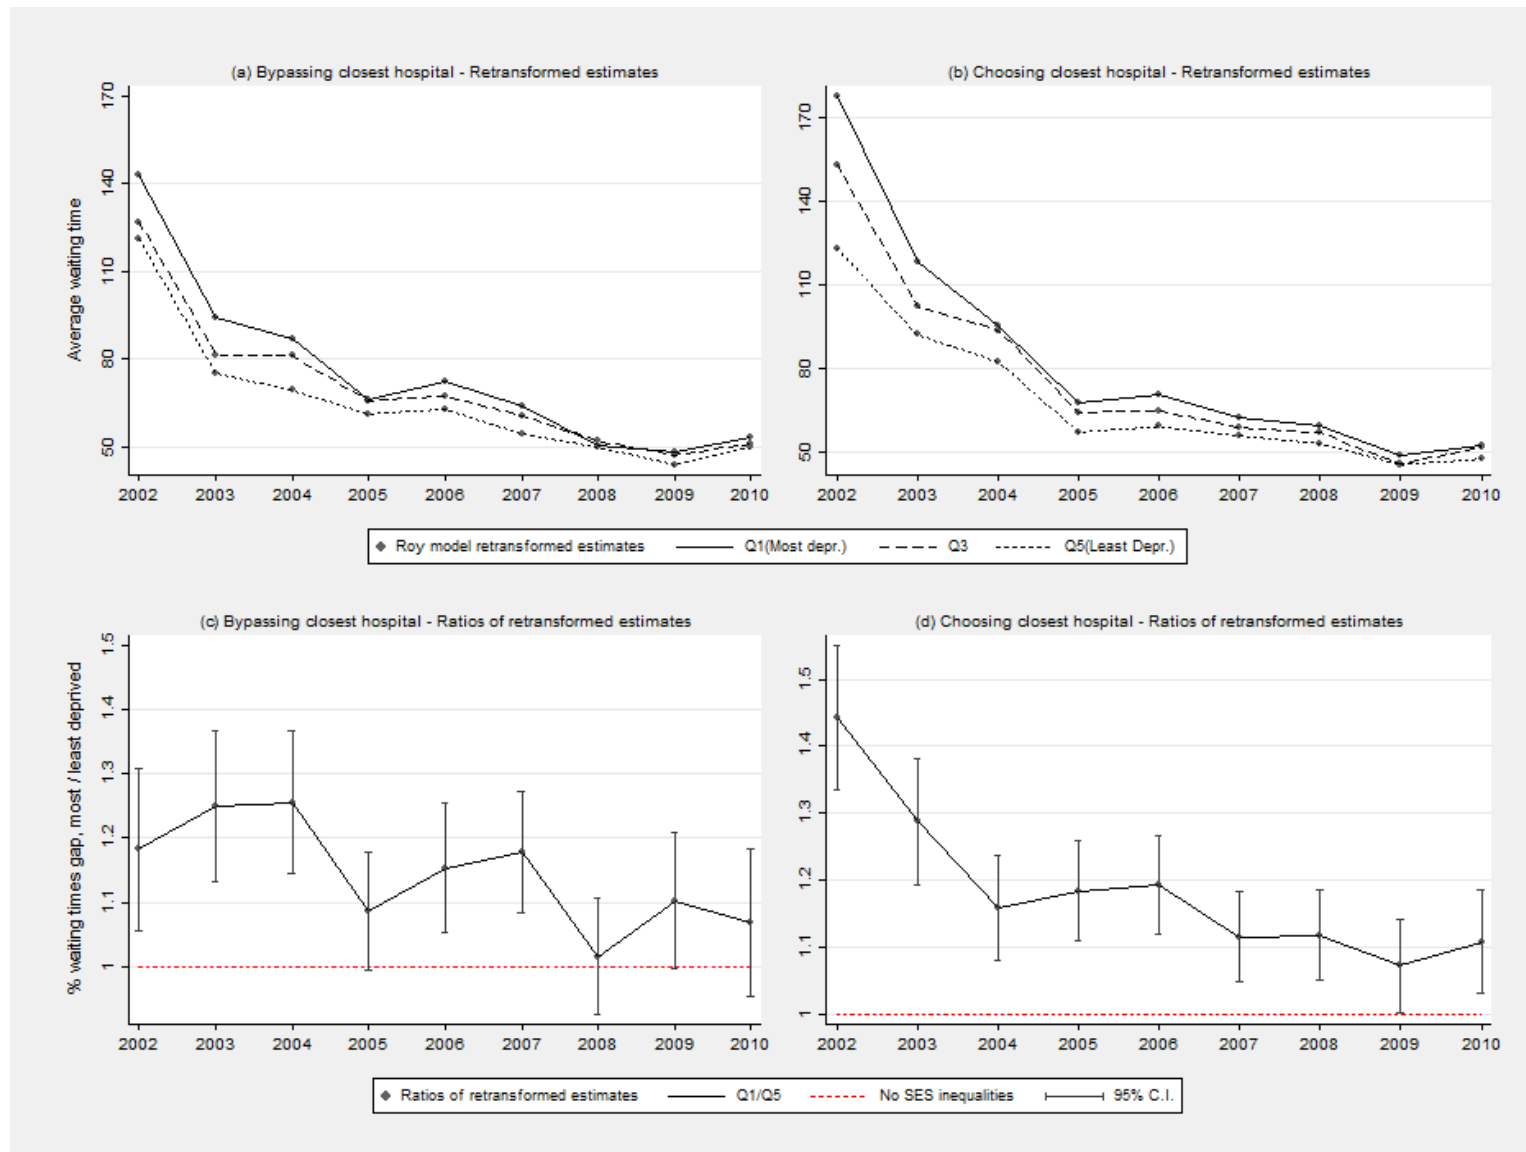 (a) Bypassing closest hospital - Retransformed estimates
Average waiting time
170
140
110
80
50
2002 2003 2004 2005 2006 2007 2008 2009 2010
(b) Choosing closest hospital - Retransformed estimates
170
140
110
80
50
2002 2003 2004 2005 2006 2007 2008 2009 2010
Roy model retransformed estimates Q1(Most depr.) Q3 Q5(Least Depr.)
(c) Bypassing closest hospital - Ratios of retransformed estimates
% waiting times gap, most / least deprived
1.5
1.4
1.3
1.2
1.1
1
2002 2003 2004 2005 2006 2007 2008 2009 2010
(d) Choosing closest hospital - Ratios of retransformed estimates
1.5
1.4
1.3
1.2
1.1
1
2002 2003 2004 2005 2006 2007 2008 2009 2010
Ratios of retransformed estimates Q1/Q5 No SES inequalities 95% C.I.